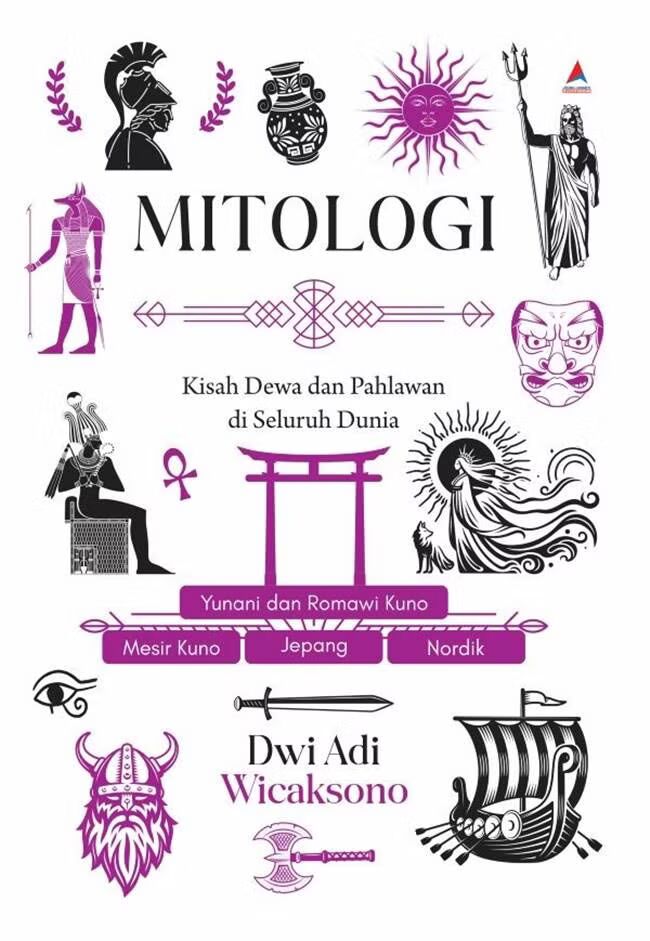 MITOLOGI
Kisah Dewa dan Pahlawan
di Seluruh Dunia
Yunani dan Romawi Kuno
Mesir Kuno
Jepang
Nordik
Dwi Adi
Wicaksono